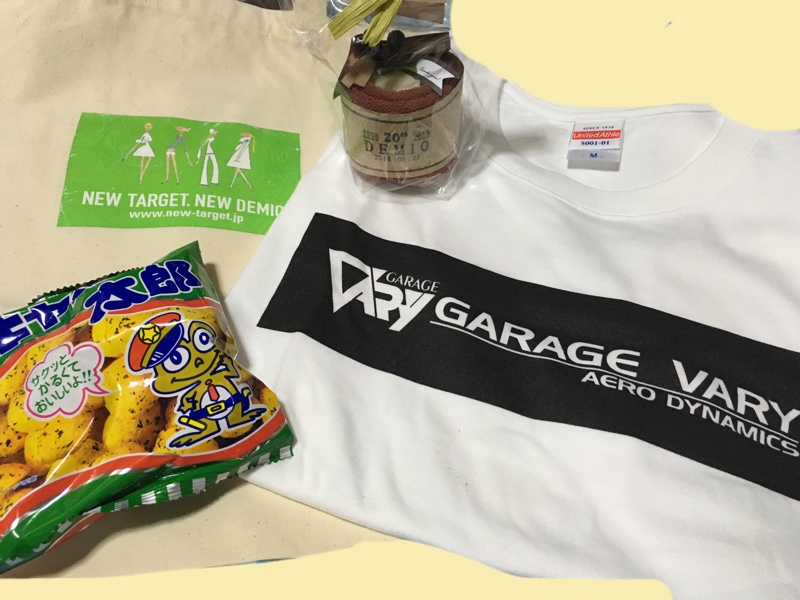 NEW TARGET. NEW DEMIO
www.new-target.jp
20th
DEMIO
United Athle
5001-01
M
GARAGE
VARY
GARAGE VARY
AERO DYNAMICS
太郎
サクッと
かるくて
おいしいよ!!